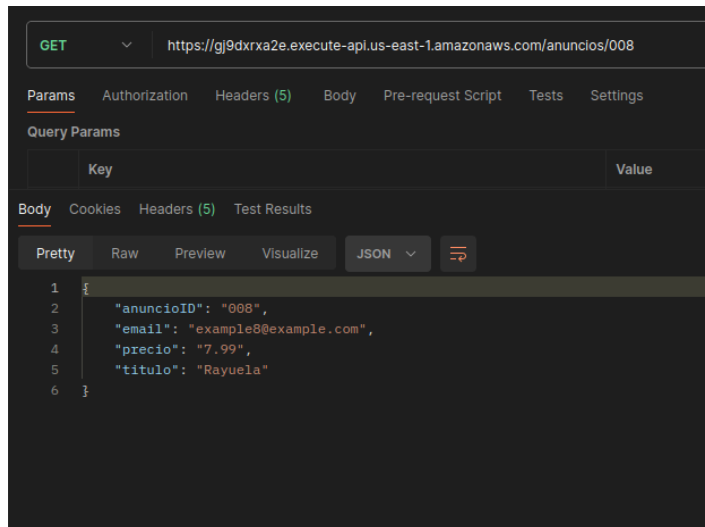 GET https://gj9dxrxa2e.execute-api.us-east-1.amazonaws.com/anuncios/008
Params Authorization Headers (5) Body Pre-request Script Tests Settings
Query Params
Key Value
Body Cookies Headers (5) Test Results
Pretty Raw Preview Visualize JSON
1 {
2 "anuncioID": "008",
3 "email": "example8@example.com",
4 "precio": "7.99",
5 "titulo": "Rayuela"
6 }